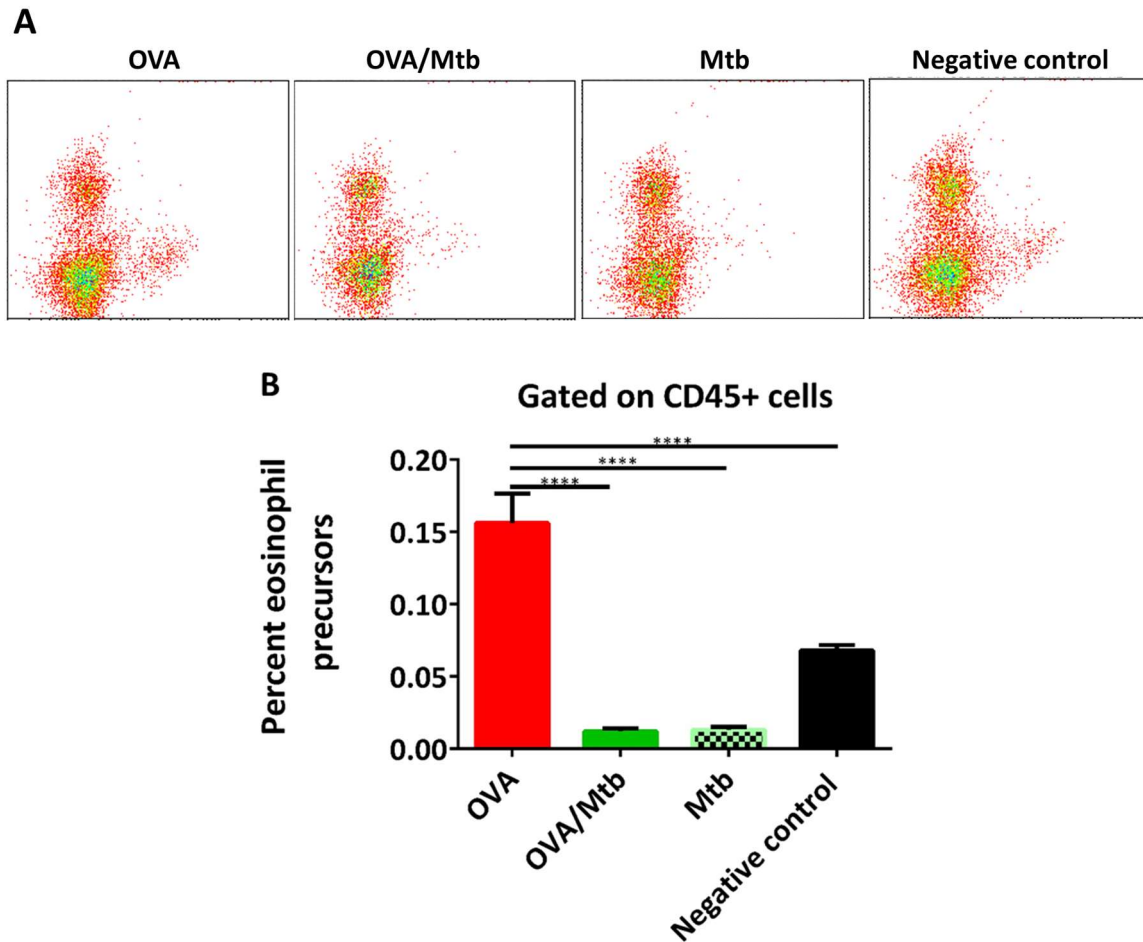 A
OVA
OVA/Mtb
Mtb
Negative control
B
Gated on CD45+ cells
Percent eosinophil
precursors
0.20
0.15
0.10
0.05
0.00
****
****
****
OVA
OVA/Mtb
Mtb
Negative control